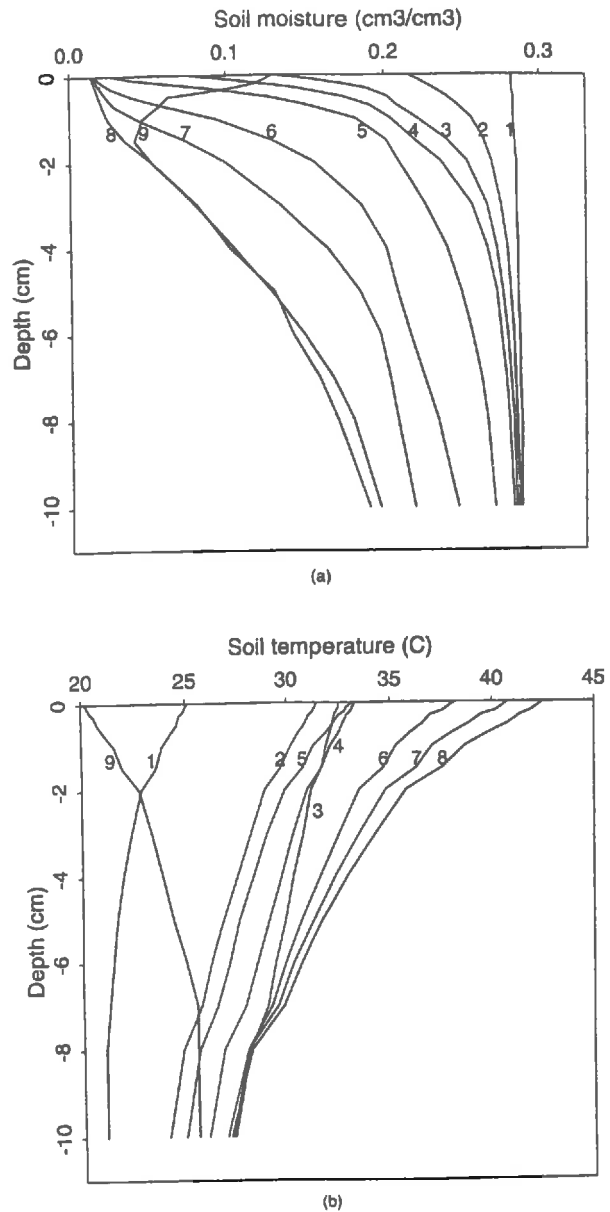 Soil moisture (cm3/cm3)
0.0 0.1 0.2 0.3
0
-2
-4
-6
-8
-10
Depth (cm)
8 9 7 6 5 4 3 2 1
(a)
Soil temperature (C)
20 25 30 35 40 45
0
-2
-4
-6
-8
-10
Depth (cm)
9 1 2 5 4 3 6 7 8
(b)